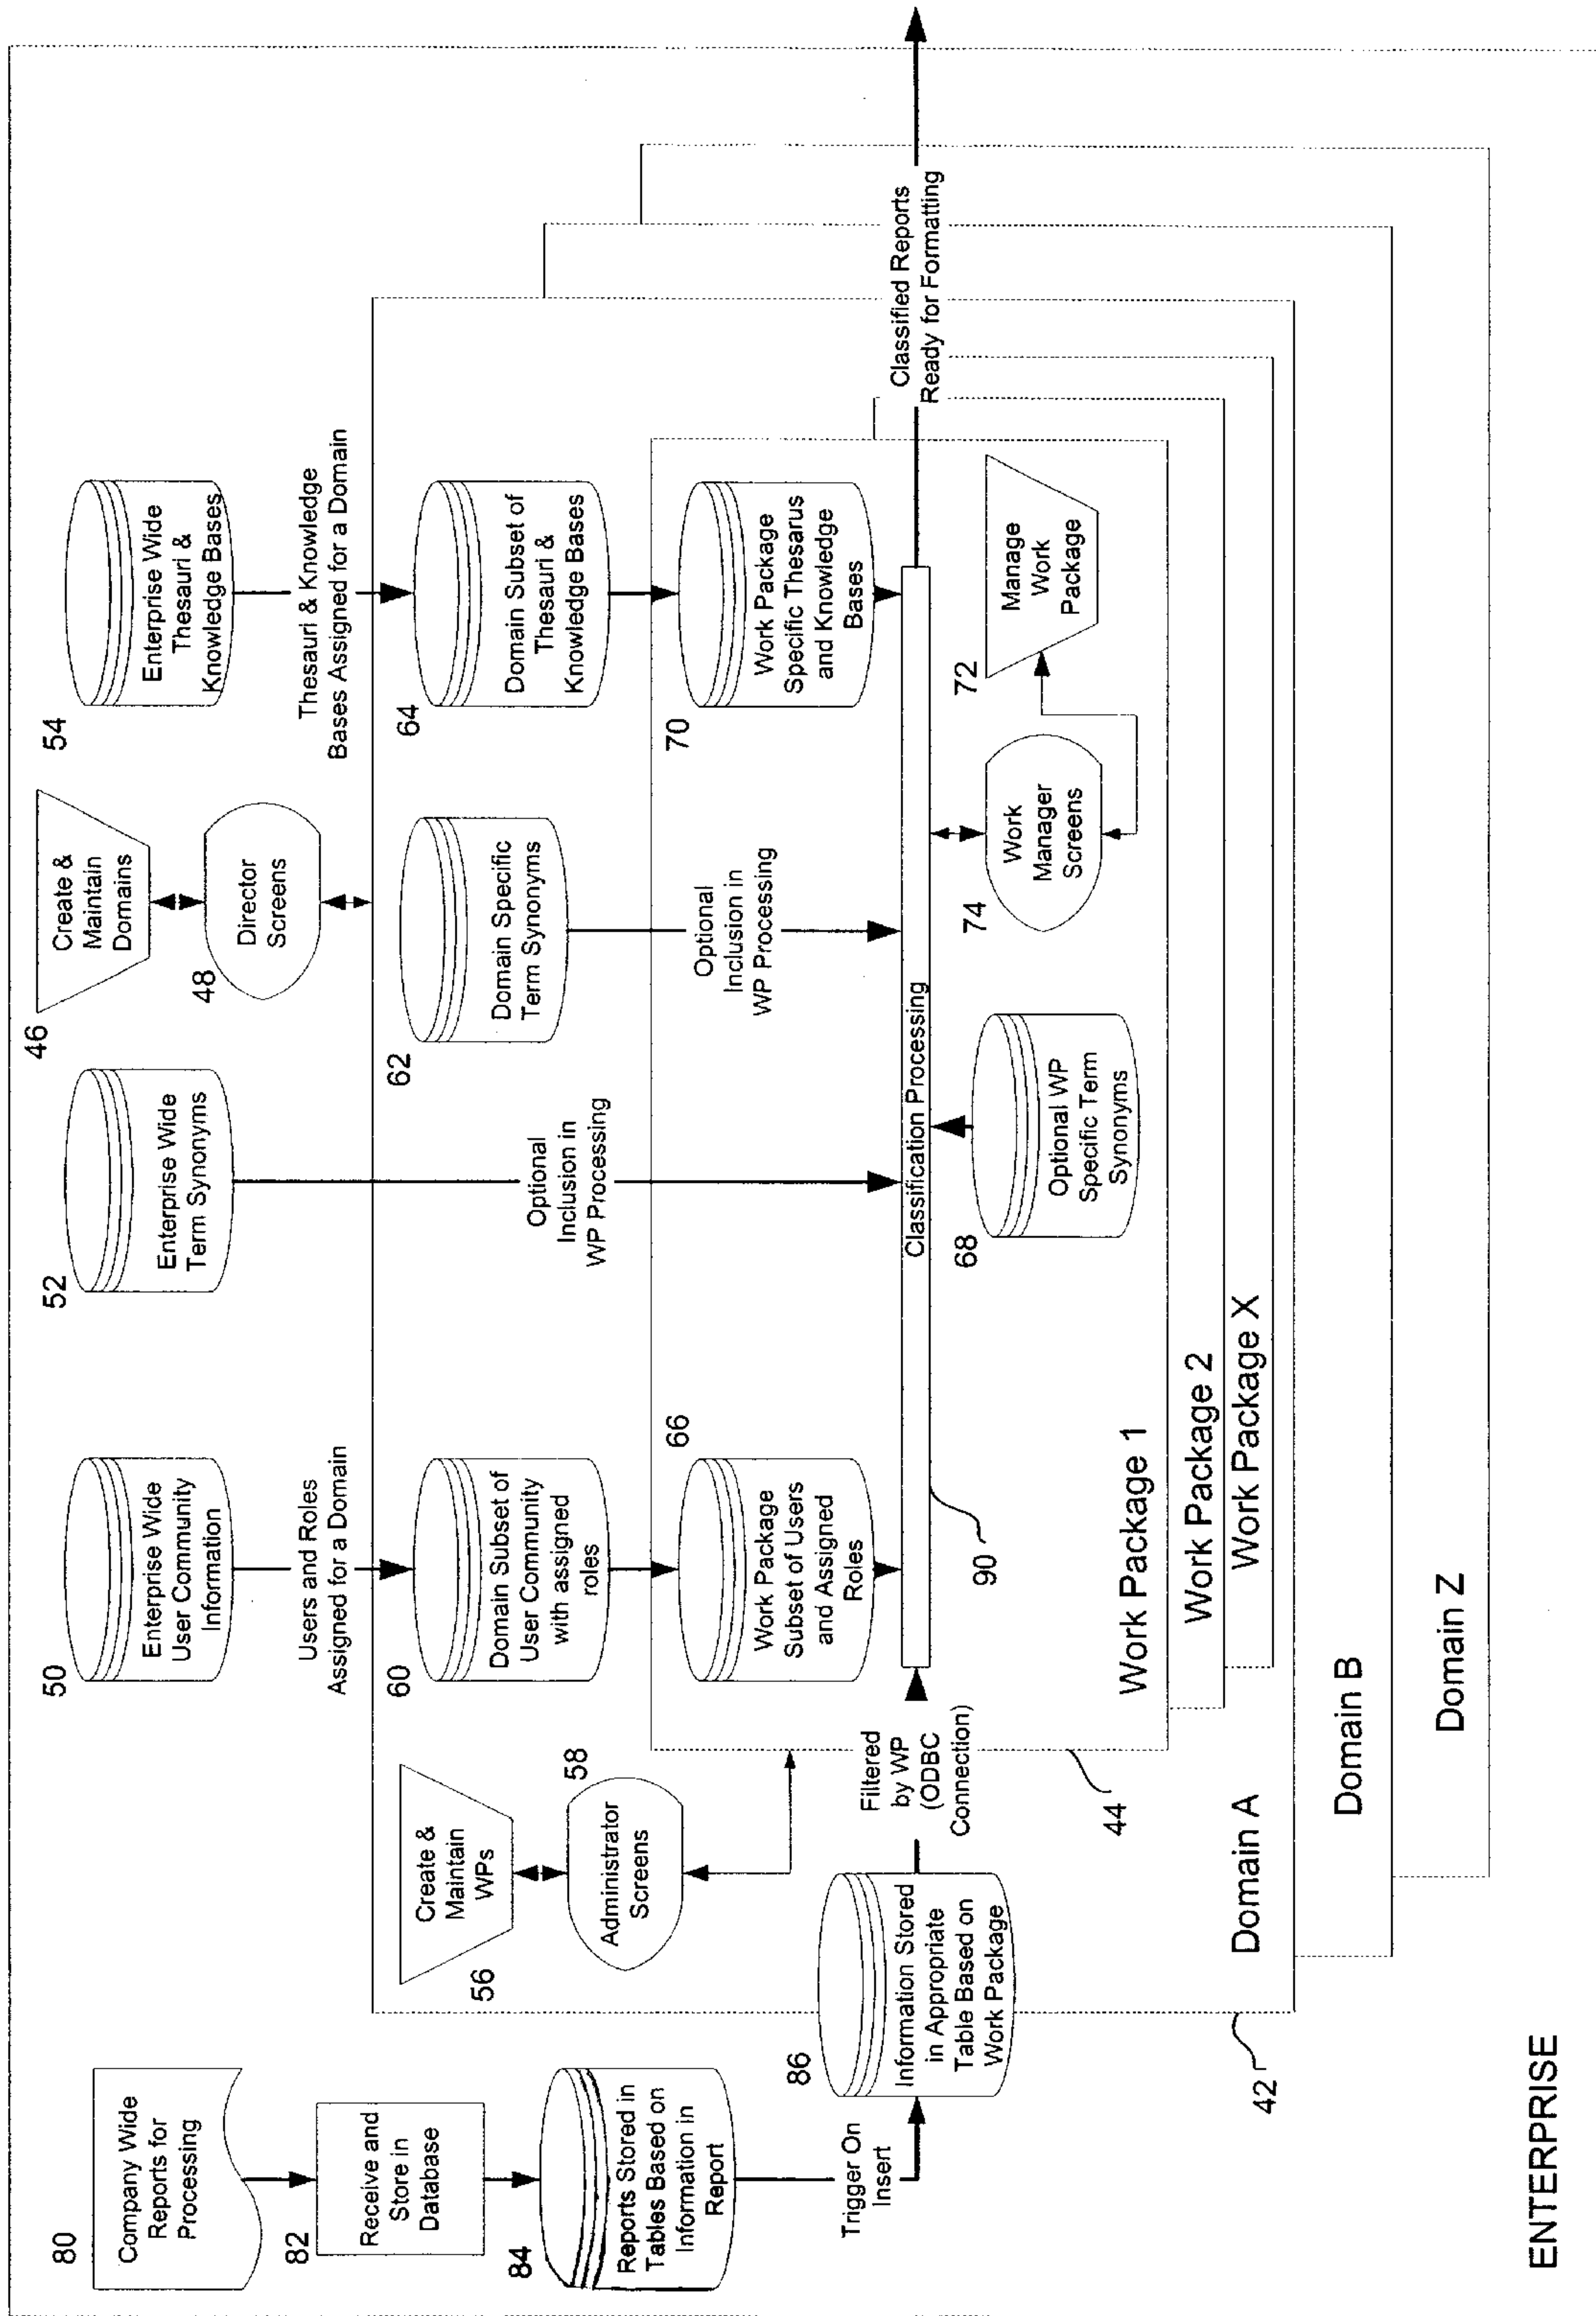 80
Company Wide
Reports for
Processing
82
Receive and
Store in
Database
84
Reports Stored in
Tables Based on
Information in
Report
Trigger On
Insert
86
Information Stored
in Appropriate
Table Based on
Work Package
Filtered
by WP
(ODBC
Connection)
50
Enterprise Wide
User Community
Information
Users and Roles
Assigned for a Domain
52
Enterprise Wide
Term Synonyms
Optional
Inclusion in
WP Processing
46
Create &
Maintain
Domains
48
Director
Screens
54
Enterprise Wide
Thesauri &
Knowledge Bases
Thesauri & Knowledge
Bases Assigned for a Domain
56
Create &
Maintain
WPs
58
Administrator
Screens
60
Domain Subset of
User Community
with assigned
roles
62
Domain Specific
Term Synonyms
Optional
Inclusion in
WP Processing
64
Domain Subset of
Thesauri &
Knowledge Bases
66
Work Package
Subset of Users
and Assigned
Roles
70
Work Package
Specific Thesarus
and Knowledge
Bases
Classification Processing
90
68
Optional WP
Specific Term
Synonyms
74
Work
Manager
Screens
72
Manage
Work
Package
Classified Reports
Ready for Formatting
44
Work Package 1
Work Package 2
Work Package X
42
Domain A
Domain B
Domain Z
ENTERPRISE